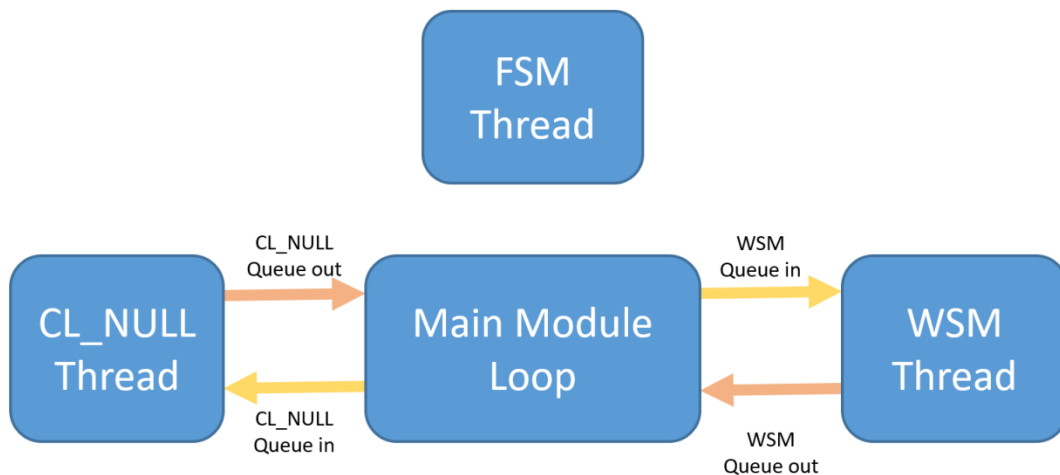 FSM
Thread
CL_NULL
Queue out
WSM
Queue in
CL_NULL
Thread
Main Module
Loop
WSM
Thread
CL_NULL
Queue in
WSM
Queue out